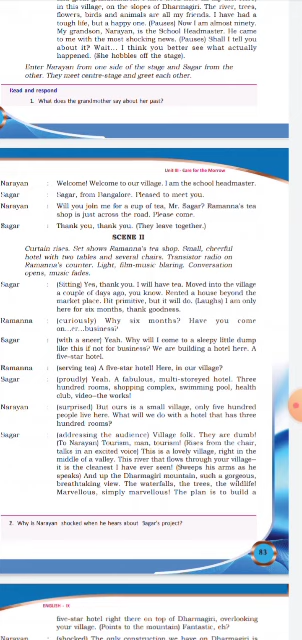 in this village, on the slopes of Dharmagiri. The river, trees,
flowers, birds and animals are all my friends. I have had a
tough life, but a happy one. (Pauses) Now I am almost ninety.
My grandson, Narayan, is the School Headmaster. He came
to me with the most shocking news. (Pauses) Shall I tell you
about it? Wait... I think you better see what actually
happened. (She hobbles off the stage).
Enter Narayan from one side of the stage and Sagar from the
other. They meet centre-stage and greet each other.
Read and respond
1. What does the grandmother say about her past?
Unit III - Care for the Morrow
Narayan : Welcome! Welcome to our village. I am the school headmaster.
Sagar : Sagar, from Bangalore. Pleased to meet you.
Narayan : Will you join me for a cup of tea, Mr. Sagar? Ramanna's tea
shop is just across the road. Please come.
Sagar : Thank you, thank you. (They leave together.)
SCENE II
Curtain rises. Set shows Ramanna's tea shop. Small, cheerful
hotel with two tables and several chairs. Transistor radio on
Ramanna's counter. Light, film-music blaring. Conversation
opens, music fades.
Sagar : (Sitting) Yes, thank you. I will have tea. Moved into the village
a couple of days ago, you know. Rented a house beyond the
market place. Bit primitive, but it will do. (Laughs) I am only
here for six months, thank goodness.
Ramanna : (curiously) Why six months? Have you come
on...er...business?
Sagar : (with a sneer) Yeah. Why will I come to a sleepy little dump
like this if not for business? We are building a hotel here. A
five-star hotel.
Ramanna : (serving tea) A five-star hotel! Here, in our village?
Sagar : (proudly) Yeah. A fabulous, multi-storeyed hotel. Three
hundred rooms, shopping complex, swimming pool, health
club, video-the works!
Narayan : (surprised) But ours is a small village, only five hundred
people live here. What will we do with a hotel that has three
hundred rooms?
Sagar : (addressing the audience) Village folk. They are dumb!
(To Narayan) Tourism, man, tourism! (Rises from the chair,
talks in an excited voice) This is a lovely village, right in the
middle of a valley. This river that flows through your village-
it is the cleanest I have ever seen! (Sweeps his arms as he
speaks) And up the Dharmagiri mountain, such a gorgeous,
breathtaking view. The waterfalls, the trees, the wildlife!
Marvellous, simply marvellous! The plan is to build a
2. Why is Narayan shocked when he hears about Sagar's project?
83
ENGLISH - IX
five-star hotel right there on top of Dharmagiri, overlooking
your village. (Points to the mountain) Fantastic, eh?
Narayan : (shocked) The only construction we have on Dharmagiri is